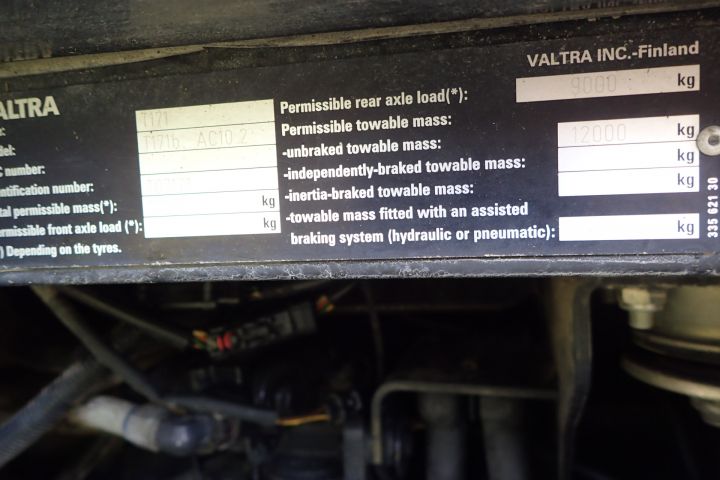 VALTRA INC.-Finland
ALTRA
T171
T171b AC10.2
number:
ntification number:
tal permissible mass(*): kg
rmissible front axle load (*): kg
) Depending on the tyres.
Permissible rear axle load(*): 9000 kg
Permissible towable mass:
-unbraked towable mass: 12000 kg
-independently-braked towable mass: kg
-inertia-braked towable mass: kg
-towable mass fitted with an assisted
braking system (hydraulic or pneumatic): kg
335 621 30